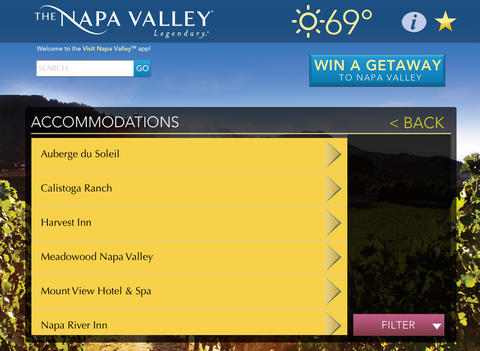 THE NAPA VALLEY®
Legendary.®
69°
i
Welcome to the Visit Napa Valley™ app!
SEARCH...
GO
WIN A GETAWAY
TO NAPA VALLEY
ACCOMMODATIONS
< BACK
Auberge du Soleil
Calistoga Ranch
Harvest Inn
Meadowood Napa Valley
Mount View Hotel & Spa
Napa River Inn
FILTER